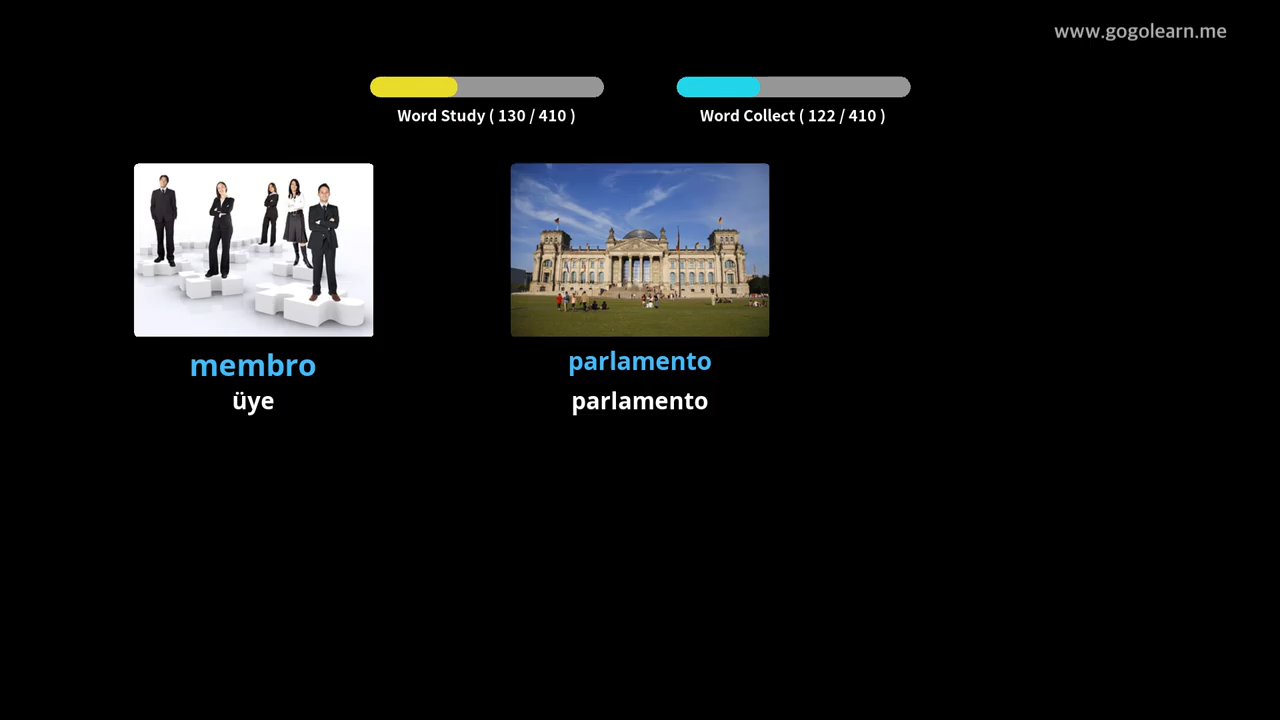 www.gogolearn.me
Word Study ( 130 / 410 )
Word Collect ( 122 / 410 )
membro
üye
parlamento
parlamento